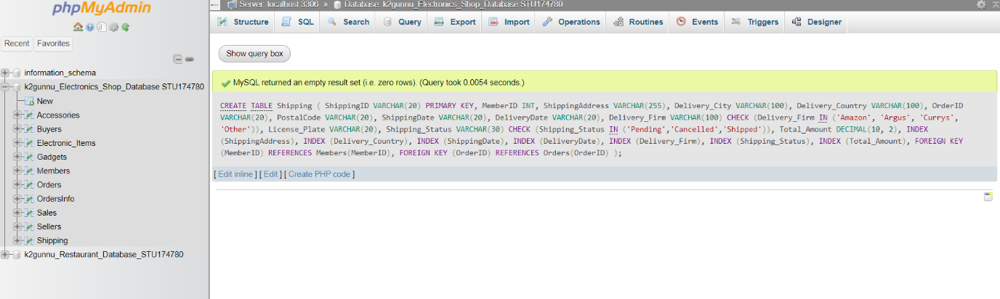 phpMyAdmin
Recent Favorites
information_schema
k2gunnu_Electronics_Shop_Database STU174780
New
Accessories
Buyers
Electronic_Items
Gadgets
Members
Orders
OrdersInfo
Sales
Sellers
Shipping
k2gunnu_Restaurant_Database_STU174780
Server: localhost 3306 » Database: k2gunnu_Electronics_Shop_Database STU174780
Structure SQL Search Query Export Import Operations Routines Events Triggers Designer
Show query box
MySQL returned an empty result set (i.e. zero rows). (Query took 0.0054 seconds.)
CREATE TABLE Shipping ( ShippingID VARCHAR(20) PRIMARY KEY, MemberID INT, ShippingAddress VARCHAR(255), Delivery_City VARCHAR(100), Delivery_Country VARCHAR(100), OrderID
VARCHAR(20), PostalCode VARCHAR(20), ShippingDate VARCHAR(20), DeliveryDate VARCHAR(20), Delivery_Firm VARCHAR(100) CHECK (Delivery_Firm IN ('Amazon', 'Argus', 'Currys',
'Other')), License_Plate VARCHAR(20), Shipping_Status VARCHAR(30) CHECK (Shipping_Status IN ('Pending','Cancelled','Shipped')), Total_Amount DECIMAL(10, 2), INDEX
(ShippingAddress), INDEX (Delivery_Country), INDEX (ShippingDate), INDEX (DeliveryDate), INDEX (Delivery_Firm), INDEX (Shipping_Status), INDEX (Total_Amount), FOREIGN KEY
(MemberID) REFERENCES Members(MemberID), FOREIGN KEY (OrderID) REFERENCES Orders(OrderID) );
[ Edit inline ] [ Edit ] [ Create PHP code ]